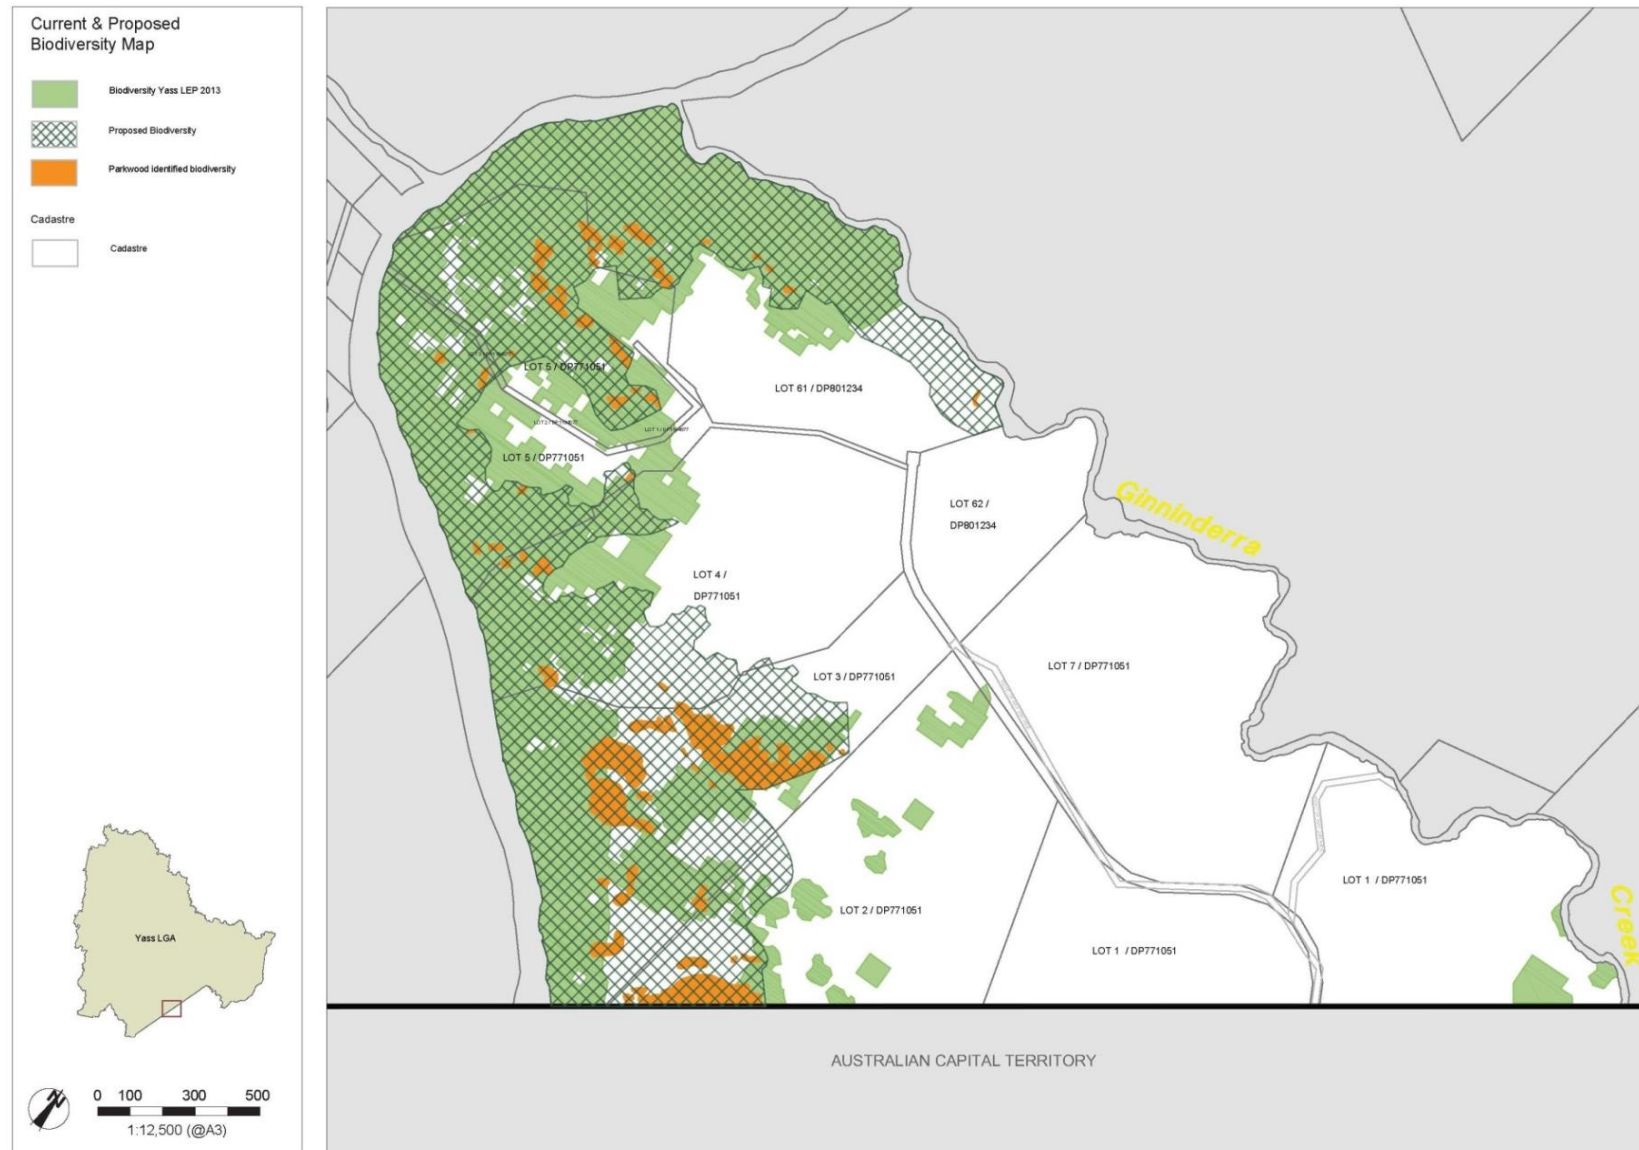 Current & Proposed
Biodiversity Map
Biodiversity Yass LEP 2013
Proposed Biodiversity
Parkwood identified biodiversity
Cadastre
Cadastre
Yass LGA
N
0 100 300 500
1:12,500 (@A3)
LOT 5 / DP771051
LOT 61 / DP801234
LOT 5 / DP771051
LOT 62 /
DP801234
Ginninderra
LOT 4 /
DP771051
LOT 3 / DP771051
LOT 7 / DP771051
LOT 2 / DP771051
LOT 1 / DP771051
LOT 1 / DP771051
Creek
AUSTRALIAN CAPITAL TERRITORY